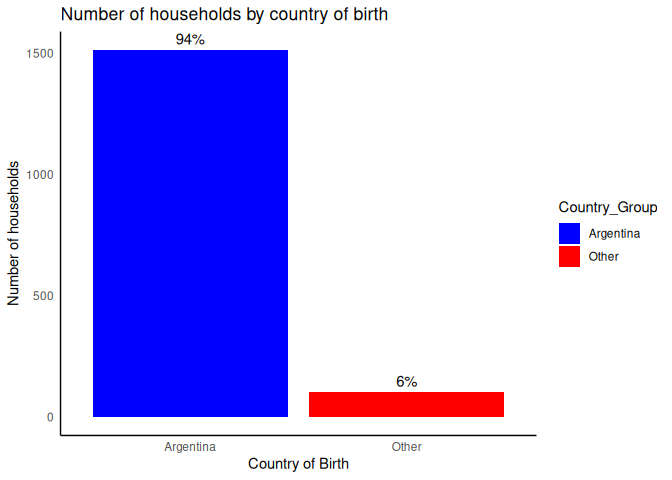 Number of households by country of birth
94%
6%
1500
1000
500
0
Number of households
Argentina
Other
Country of Birth
Country_Group
Argentina
Other